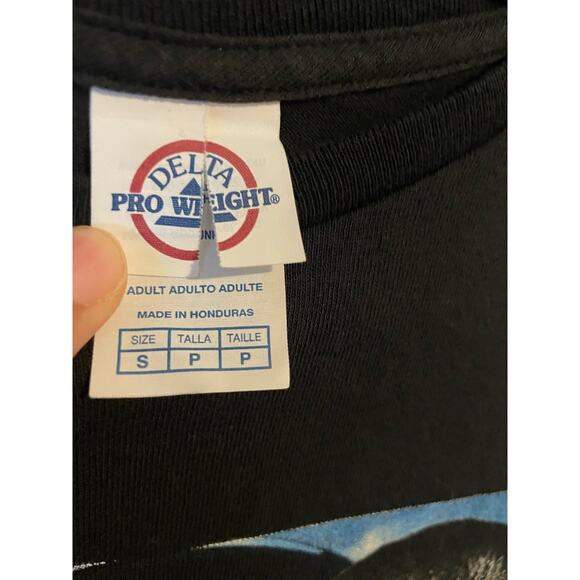 DELTA
PRO WEIGHT®
ADULT ADULTO ADULTE
MADE IN HONDURAS
SIZE TALLA TAILLE
S P P